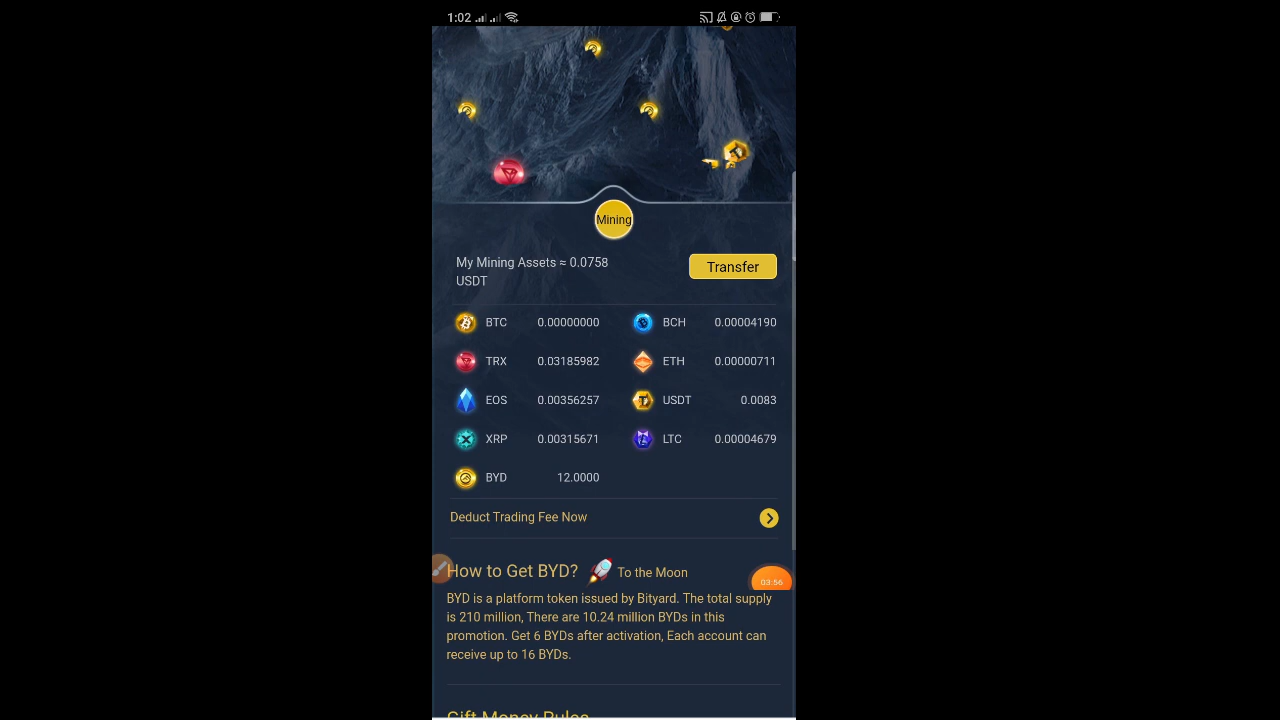 1:02
Mining
My Mining Assets ≈ 0.0758
USDT
Transfer
BTC 0.00000000 BCH 0.00004190
TRX 0.03185982 ETH 0.00000711
EOS 0.00356257 USDT 0.0083
XRP 0.00315671 LTC 0.00004679
BYD 12.0000
Deduct Trading Fee Now
How to Get BYD? To the Moon
03:56
BYD is a platform token issued by Bityard. The total supply
is 210 million, There are 10.24 million BYDs in this
promotion. Get 6 BYDs after activation, Each account can
receive up to 16 BYDs.
Gift Money Rules